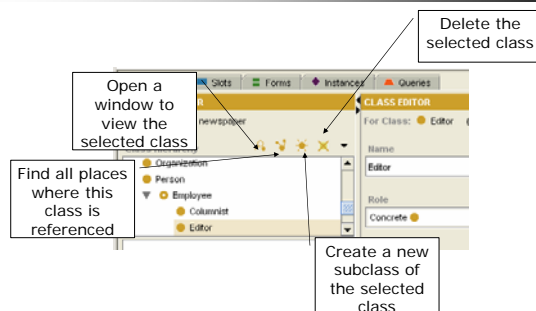 Delete the
selected class
Open a
window to
view the
selected class
Find all places
where this
class is
referenced
Create a new
subclass of
the selected
class
Slots
Forms
Instances
Queries
newspaper
Organization
Person
Employee
Columnist
Editor
CLASS EDITOR
For Class: Editor
Name
Editor
Role
Concrete